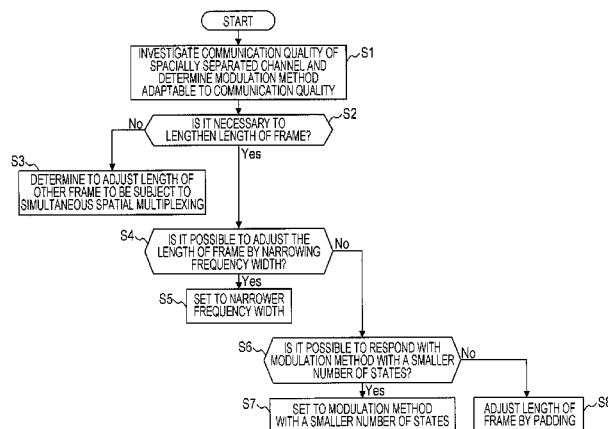 START
INVESTIGATE COMMUNICATION QUALITY OF
SPACIALLY SEPARATED CHANNEL AND
DETERMINE MODULATION METHOD
ADAPTABLE TO COMMUNICATION QUALITY
S1
IS IT NECESSARY TO
LENGTHEN LENGTH OF FRAME?
S2
No
Yes
S3
DETERMINE TO ADJUST LENGTH OF
OTHER FRAME TO BE SUBJECT TO
SIMULTANEOUS SPATIAL MULTIPLEXING
S4
IS IT POSSIBLE TO ADJUST THE
LENGTH OF FRAME BY NARROWING
FREQUENCY WIDTH?
No
Yes
S5
SET TO NARROWER
FREQUENCY WIDTH
S6
IS IT POSSIBLE TO RESPOND WITH
MODULATION METHOD WITH A SMALLER
NUMBER OF STATES?
No
Yes
S7
SET TO MODULATION METHOD
WITH A SMALLER NUMBER OF STATES
ADJUST LENGTH OF
FRAME BY PADDING
S8